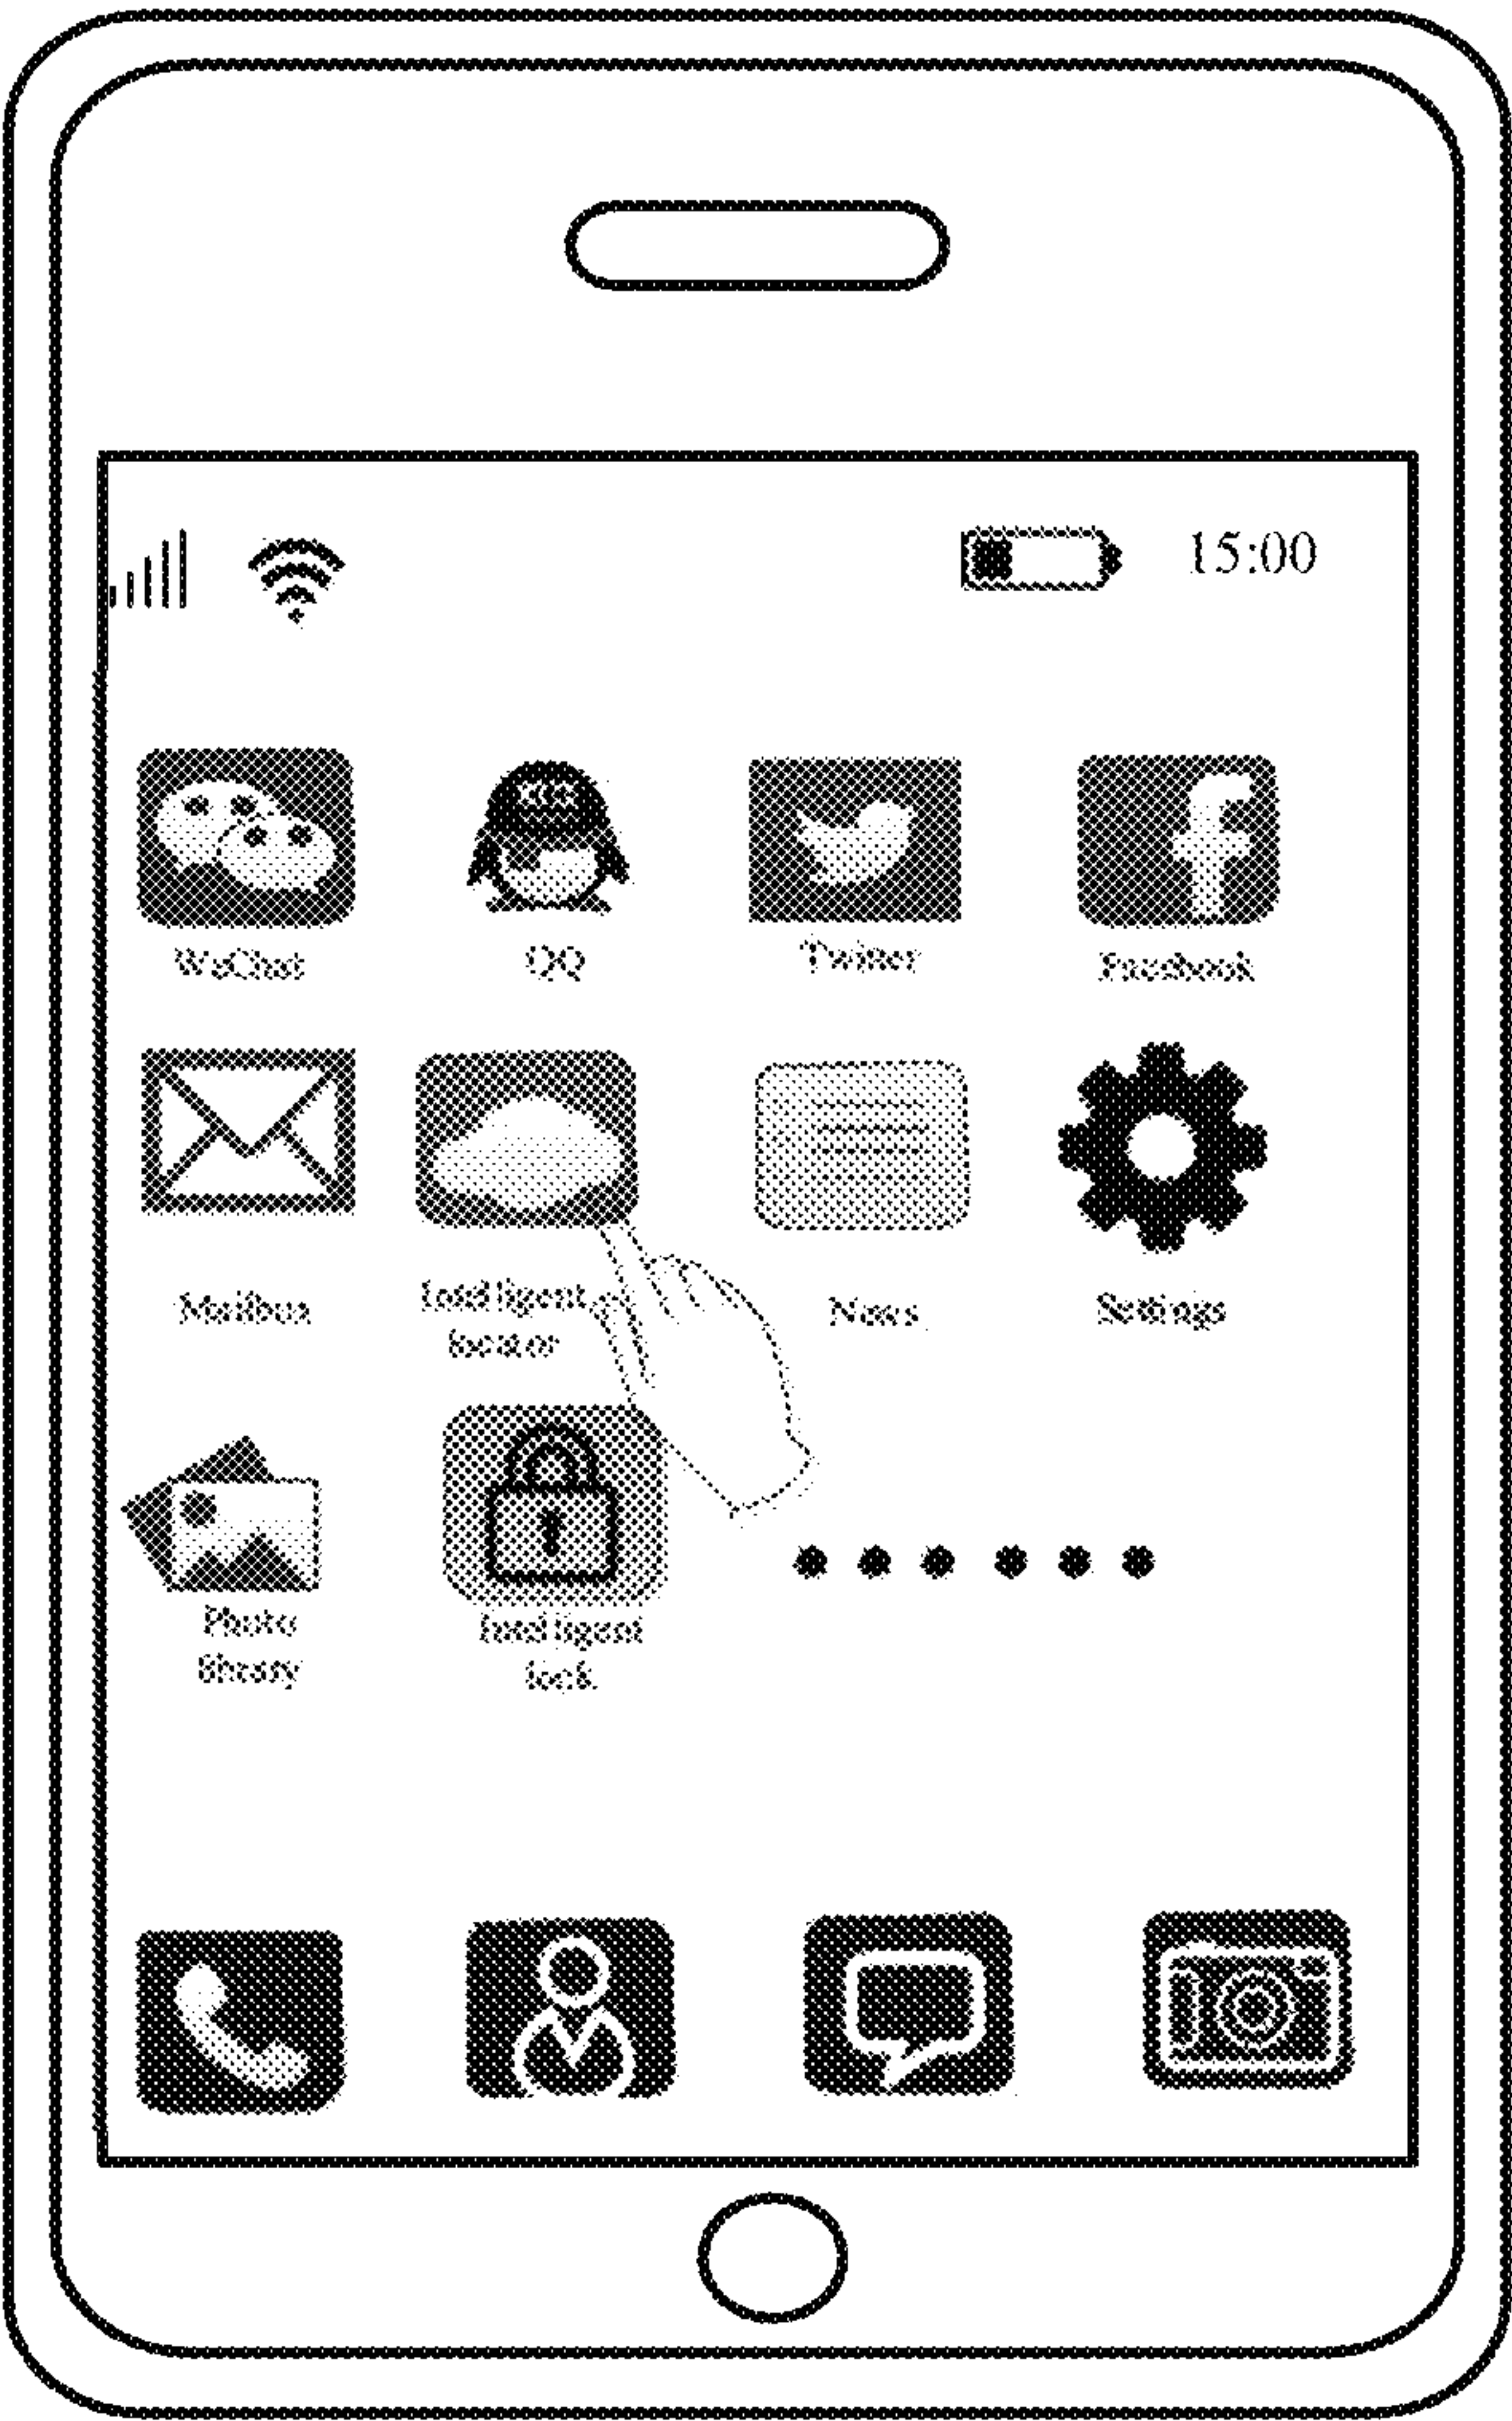 15:00
WeChat
QQ
Twitter
Facebook
Mailbox
Intelligent
locator
News
Settings
Photo
library
Intelligent
lock